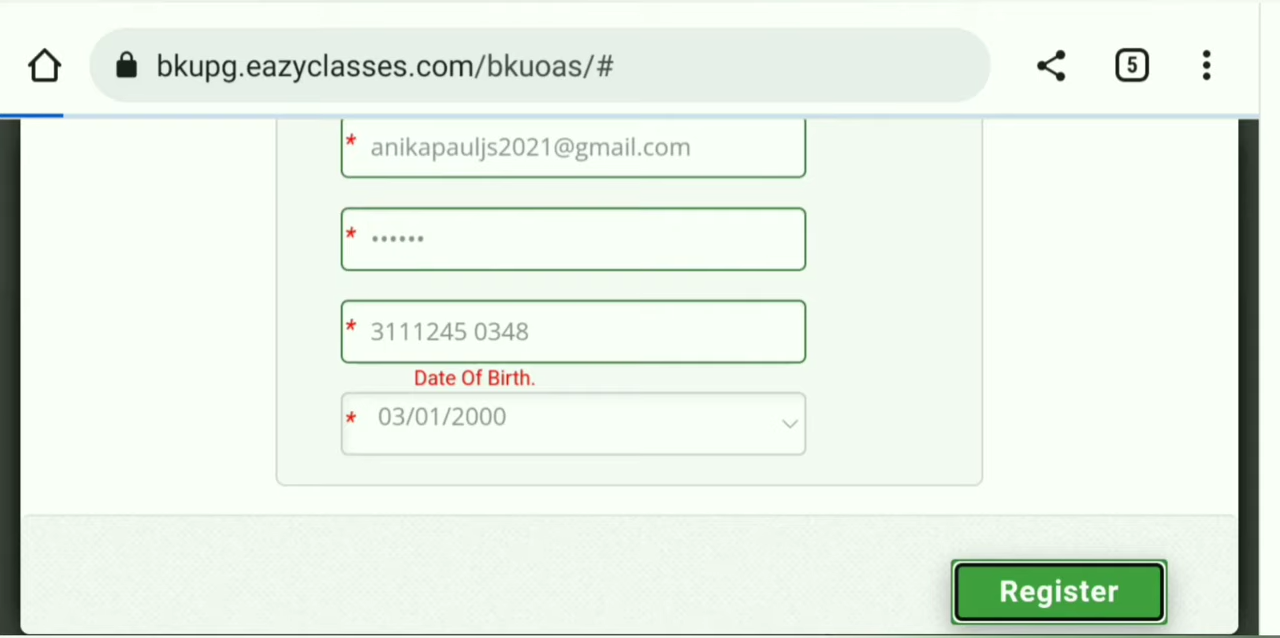 bkupg.eazyclasses.com/bkuoas/#
5
* anikapauljs2021@gmail.com
* ••••••
* 3111245 0348
Date Of Birth.
* 03/01/2000
Register